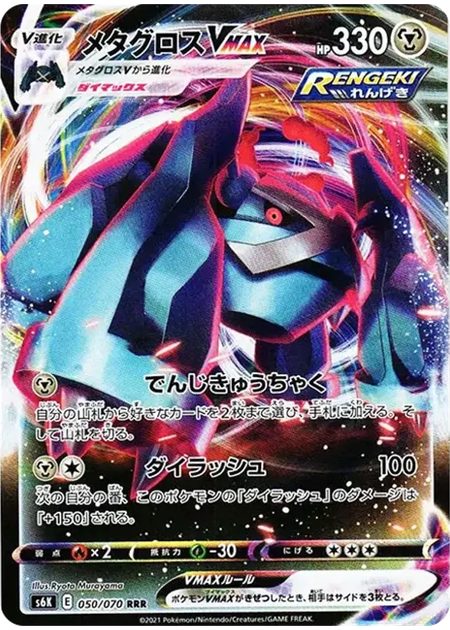 V進化
メタグロスVMAX
HP330
メタグロスVから進化
ダイマックス
RENGEKI
れんげき
でんじきゅうちゃく
自分の山札から好きなカードを2枚まで選び、手札に加える。そ
して山札を切る。
ダイラッシュ 100
次の自分の番、このポケモンの「ダイラッシュ」のダメージは
「+150」される。
弱点 ×2 抵抗力 -30 にげる
Illus.Ryoto Murayama
VMAXルール
s6K E 050/070 RRR
ポケモンVMAXがきぜつしたとき、相手はサイドを3枚とる。
©2021 Pokémon/Nintendo/Creatures/GAME FREAK.